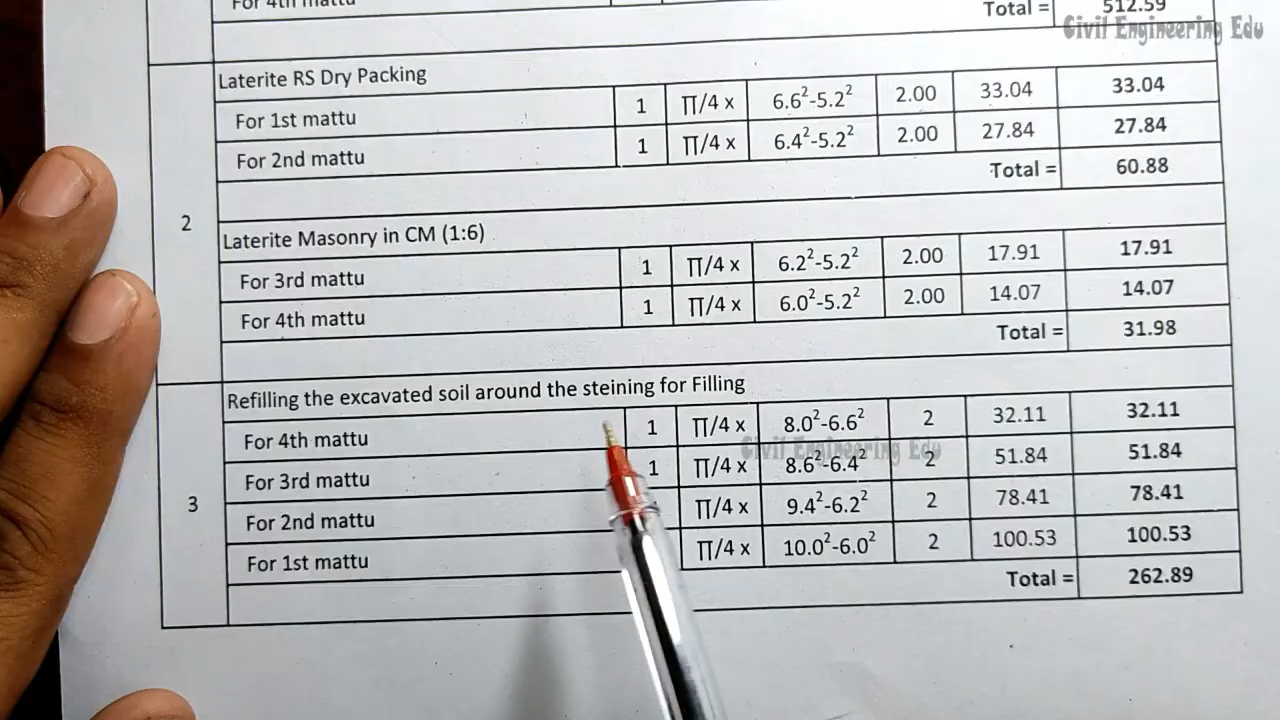 For 4th mattu
Total = 512.59
Civil Engineering Edu
Laterite RS Dry Packing
For 1st mattu 1 ∏/4 x 6.6²-5.2² 2.00 33.04 33.04
For 2nd mattu 1 ∏/4 x 6.4²-5.2² 2.00 27.84 27.84
Total = 60.88
2
Laterite Masonry in CM (1:6)
For 3rd mattu 1 ∏/4 x 6.2²-5.2² 2.00 17.91 17.91
For 4th mattu 1 ∏/4 x 6.0²-5.2² 2.00 14.07 14.07
Total = 31.98
Refilling the excavated soil around the steining for Filling
For 4th mattu 1 ∏/4 x 8.0²-6.6² 2 32.11 32.11
Civil Engineering Edu
For 3rd mattu 1 ∏/4 x 8.6²-6.4² 2 51.84 51.84
3
For 2nd mattu ∏/4 x 9.4²-6.2² 2 78.41 78.41
For 1st mattu ∏/4 x 10.0²-6.0² 2 100.53 100.53
Total = 262.89